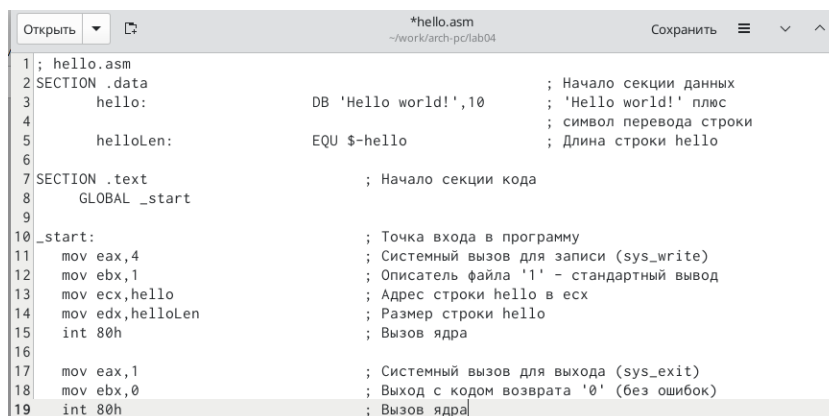 Открыть
*hello.asm
~/work/arch-pc/lab04
Сохранить
1 ; hello.asm
2 SECTION .data ; Начало секции данных
3 hello: DB 'Hello world!',10 ; 'Hello world!' плюс
4 ; символ перевода строки
5 helloLen: EQU $-hello ; Длина строки hello
6
7 SECTION .text ; Начало секции кода
8 GLOBAL _start
9
10 _start: ; Точка входа в программу
11 mov eax,4 ; Системный вызов для записи (sys_write)
12 mov ebx,1 ; Описатель файла '1' - стандартный вывод
13 mov ecx,hello ; Адрес строки hello в ecx
14 mov edx,helloLen ; Размер строки hello
15 int 80h ; Вызов ядра
16
17 mov eax,1 ; Системный вызов для выхода (sys_exit)
18 mov ebx,0 ; Выход с кодом возврата '0' (без ошибок)
19 int 80h ; Вызов ядра